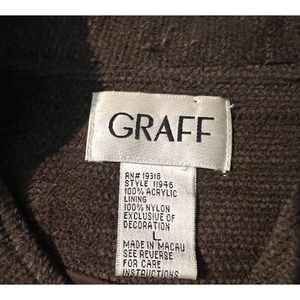 GRAFF
RN# 19318
STYLE 11946
100% ACRYLIC
LINING
100% NYLON
EXCLUSIVE OF
DECORATION
L
MADE IN MACAU
SEE REVERSE
FOR CARE
INSTRUCTIONS